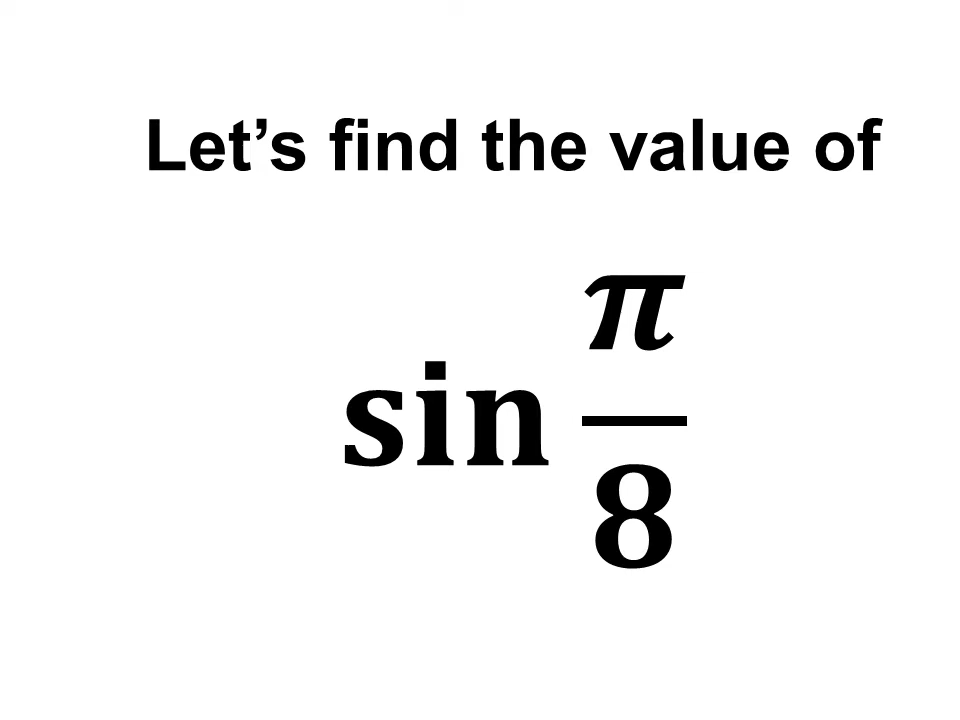 Let’s find the value of
sin π/8